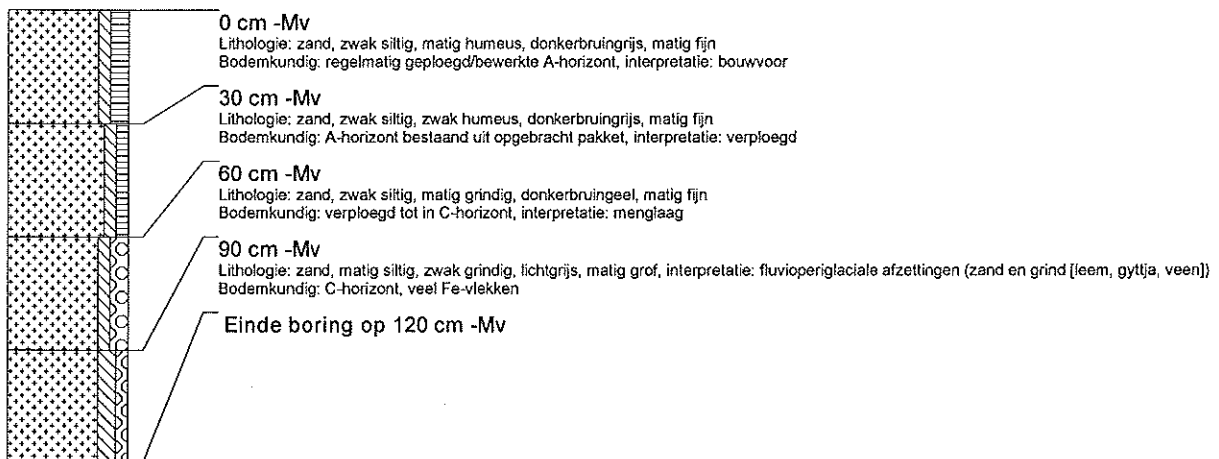 0 cm -Mv
Lithologie: zand, zwak siltig, matig humeus, donkerbruingrijs, matig fijn
Bodemkundig: regelmatig geploegd/bewerkte A-horizont, interpretatie: bouwvoor
30 cm -Mv
Lithologie: zand, zwak siltig, zwak humeus, donkerbruingrijs, matig fijn
Bodemkundig: A-horizont bestaand uit opgebracht pakket, interpretatie: verploegd
60 cm -Mv
Lithologie: zand, zwak siltig, matig grindig, donkerbruingeel, matig fijn
Bodemkundig: verploegd tot in C-horizont, interpretatie: menglaag
90 cm -Mv
Lithologie: zand, matig siltig, zwak grindig, lichtgrijs, matig grof, interpretatie: fluvioperiglaciale afzettingen (zand en grind [leem, gyttja, veen])
Bodemkundig: C-horizont, veel Fe-vlekken
Einde boring op 120 cm -Mv